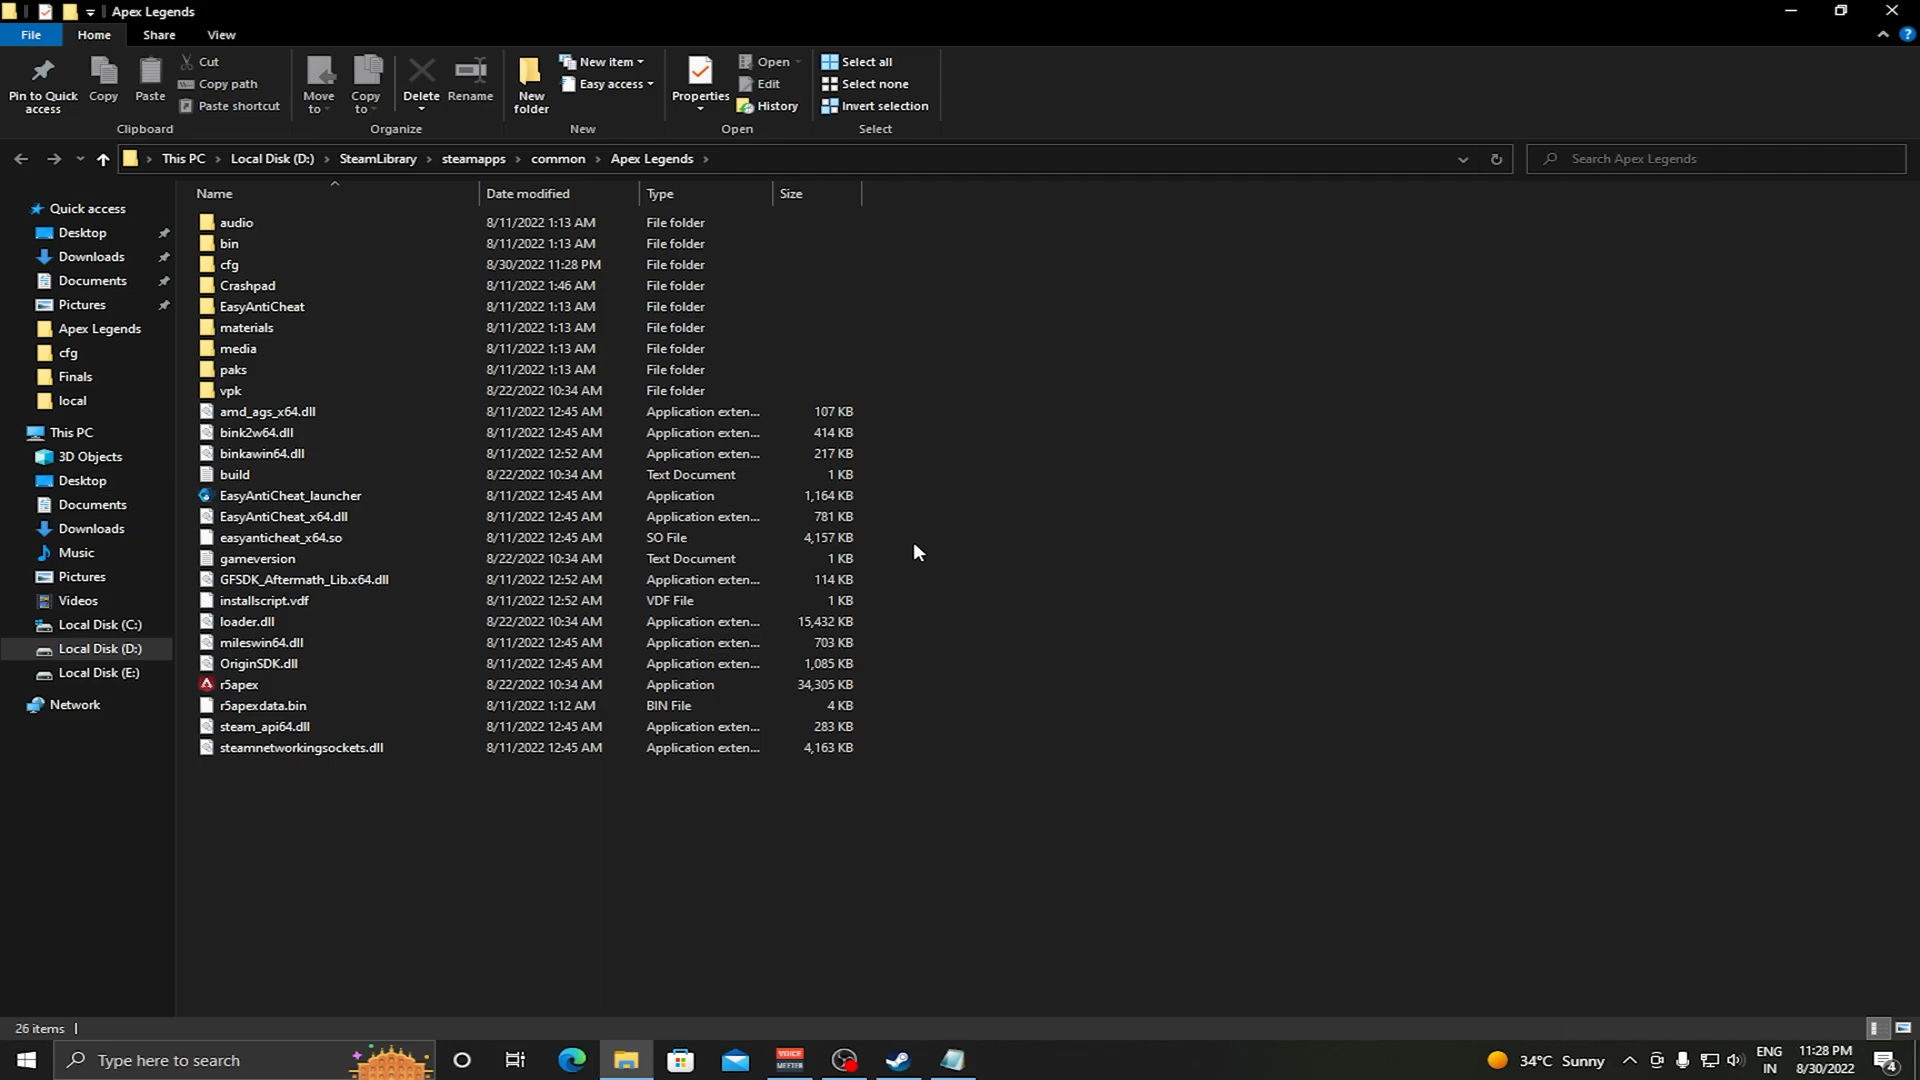 Apex Legends
File Home Share View
Pin to Quick access
Copy
Paste
Cut
Copy path
Paste shortcut
Clipboard
Move to
Copy to
Delete
Rename
Organize
New folder
New item
Easy access
New
Properties
Open
Edit
History
Open
Select all
Select none
Invert selection
Select
This PC › Local Disk (D:) › SteamLibrary › steamapps › common › Apex Legends ›
Search Apex Legends
Quick access
Desktop
Downloads
Documents
Pictures
Apex Legends
cfg
Finals
local
This PC
3D Objects
Desktop
Documents
Downloads
Music
Pictures
Videos
Local Disk (C:)
Local Disk (D:)
Local Disk (E:)
Network
Name Date modified Type Size
audio 8/11/2022 1:13 AM File folder
bin 8/11/2022 1:13 AM File folder
cfg 8/30/2022 11:28 PM File folder
Crashpad 8/11/2022 1:46 AM File folder
EasyAntiCheat 8/11/2022 1:13 AM File folder
materials 8/11/2022 1:13 AM File folder
media 8/11/2022 1:13 AM File folder
paks 8/11/2022 1:13 AM File folder
vpk 8/22/2022 10:34 AM File folder
amd_ags_x64.dll 8/11/2022 12:45 AM Application exten... 107 KB
bink2w64.dll 8/11/2022 12:45 AM Application exten... 414 KB
binkawin64.dll 8/11/2022 12:52 AM Application exten... 217 KB
build 8/22/2022 10:34 AM Text Document 1 KB
EasyAntiCheat_launcher 8/11/2022 12:45 AM Application 1,164 KB
EasyAntiCheat_x64.dll 8/11/2022 12:45 AM Application exten... 781 KB
easyanticheat_x64.so 8/11/2022 12:45 AM SO File 4,157 KB
gameversion 8/22/2022 10:34 AM Text Document 1 KB
GFSDK_Aftermath_Lib.x64.dll 8/11/2022 12:52 AM Application exten... 114 KB
installscript.vdf 8/11/2022 12:52 AM VDF File 1 KB
loader.dll 8/22/2022 10:34 AM Application exten... 15,432 KB
mileswin64.dll 8/11/2022 12:45 AM Application exten... 703 KB
OriginSDK.dll 8/11/2022 12:45 AM Application exten... 1,085 KB
r5apex 8/22/2022 10:34 AM Application 34,305 KB
r5apexdata.bin 8/11/2022 1:12 AM BIN File 4 KB
steam_api64.dll 8/11/2022 12:45 AM Application exten... 283 KB
steamnetworkingsockets.dll 8/11/2022 12:45 AM Application exten... 4,163 KB
26 items
Type here to search
VOICE
MEETER
34°C Sunny
ENG
IN
11:28 PM
8/30/2022
4